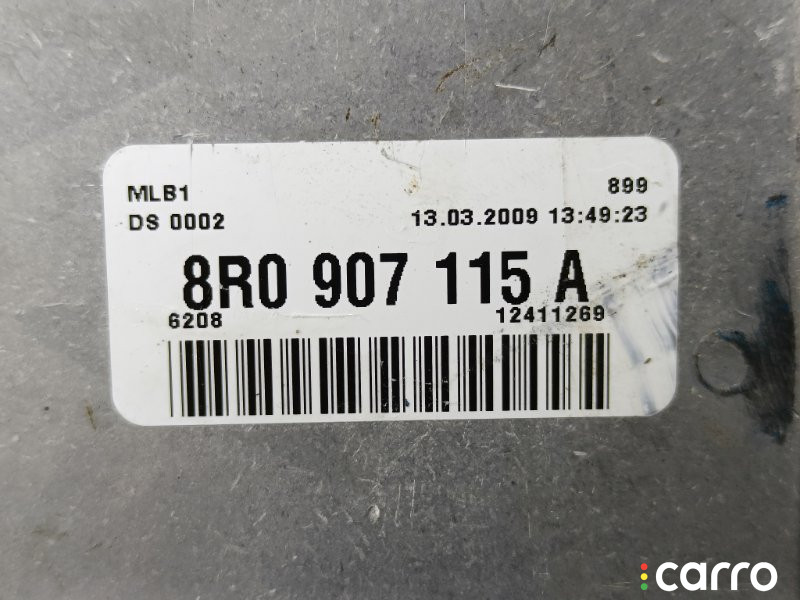 MLB1 899
DS 0002 13.03.2009 13:49:23
8R0 907 115 A
6208 12411269
carro